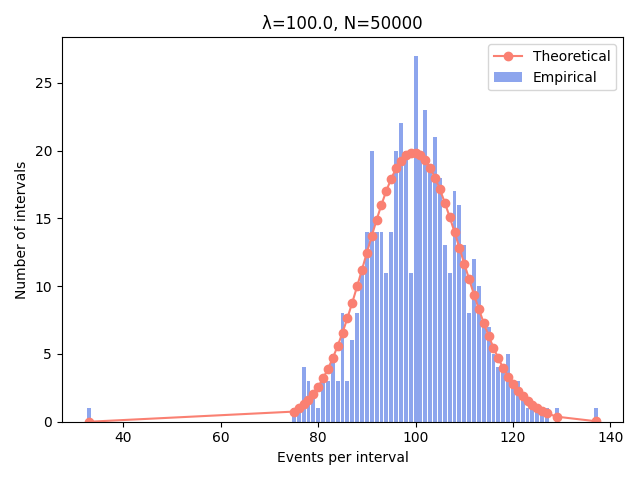 λ=100.0, N=50000
Theoretical
Empirical
Number of intervals
25
20
15
10
5
0
40 60 80 100 120 140
Events per interval